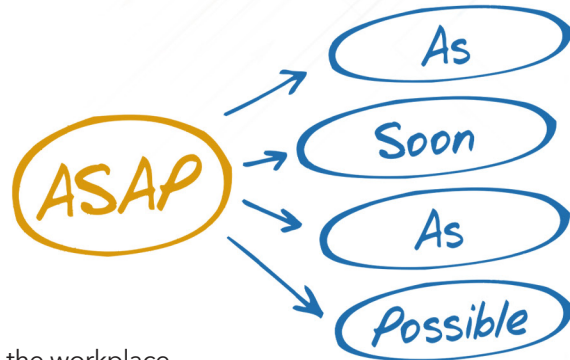 ASAP
As
Soon
As
Possible
the workplace